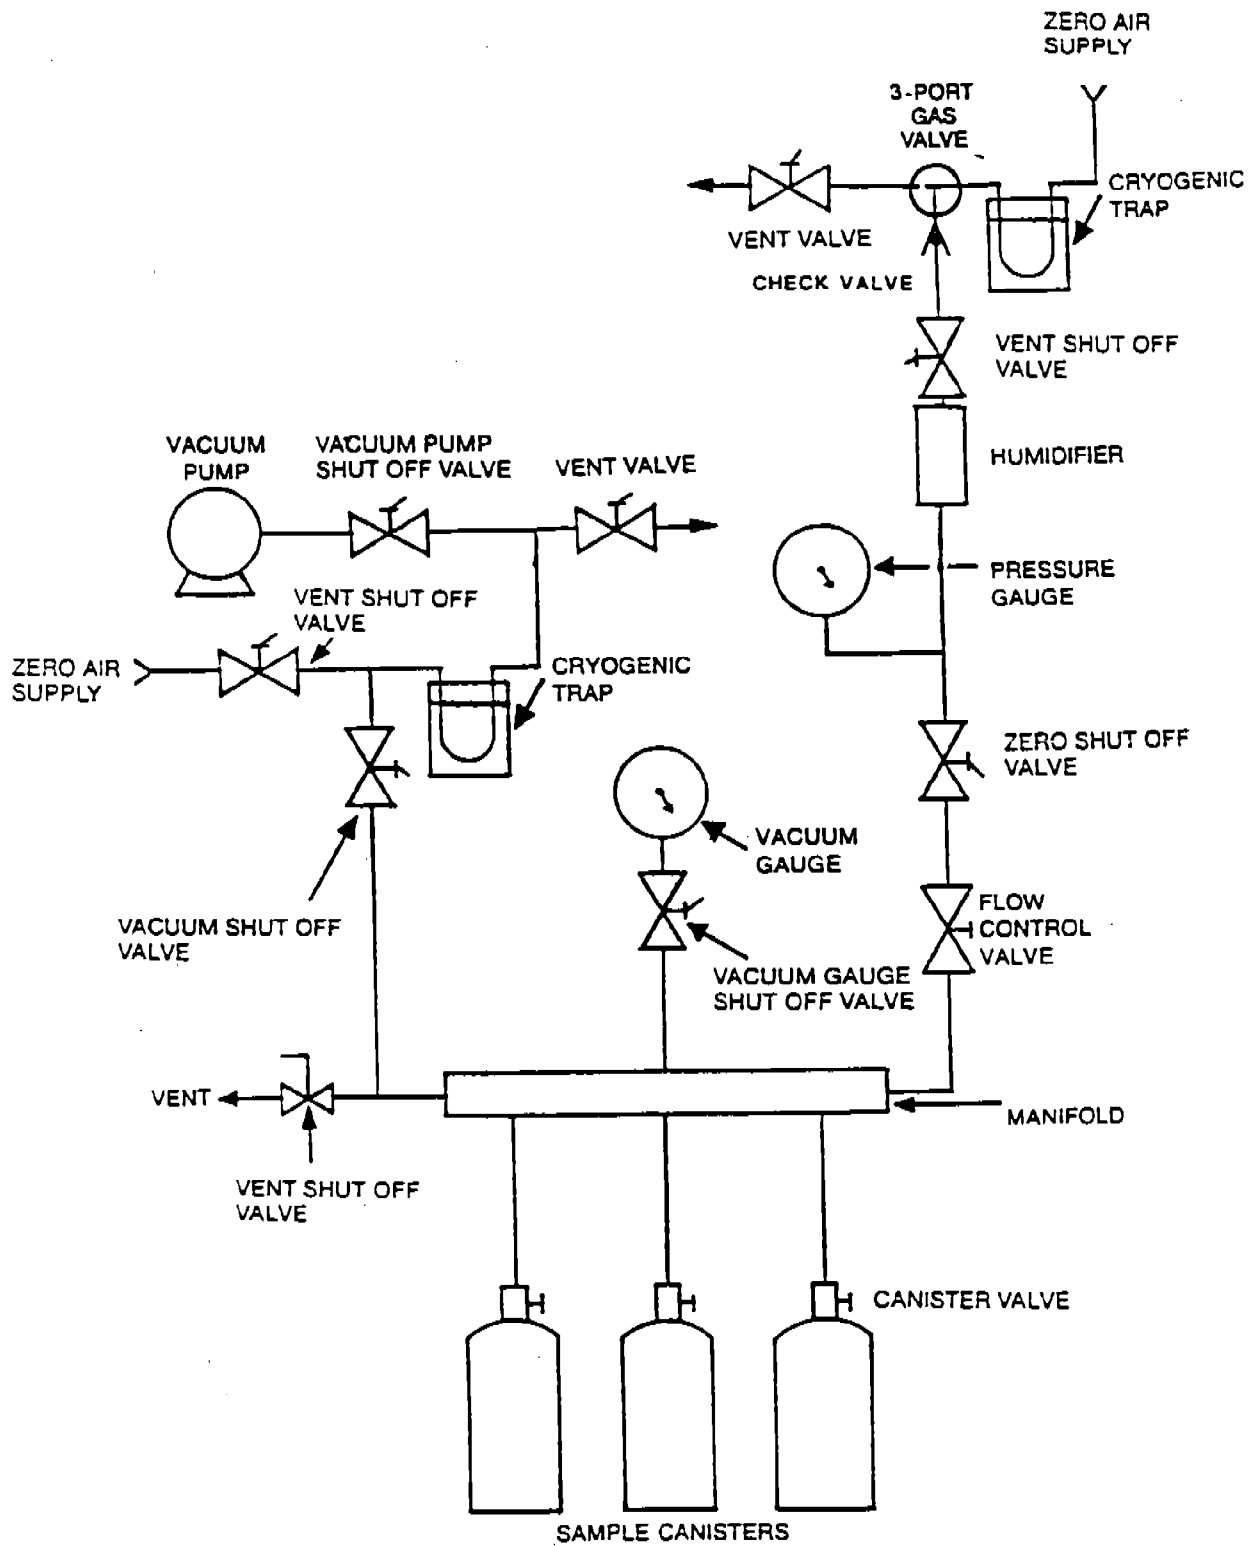 ZERO AIR
SUPPLY
3-PORT
GAS
VALVE
CRYOGENIC
TRAP
VENT VALVE
CHECK VALVE
VENT SHUT OFF
VALVE
HUMIDIFIER
VACUUM
PUMP
VACUUM PUMP
SHUT OFF VALVE
VENT VALVE
PRESSURE
GAUGE
VENT SHUT OFF
VALVE
ZERO AIR
SUPPLY
CRYOGENIC
TRAP
ZERO SHUT OFF
VALVE
VACUUM
GAUGE
VACUUM SHUT OFF
VALVE
FLOW
CONTROL
VALVE
VACUUM GAUGE
SHUT OFF VALVE
VENT
MANIFOLD
VENT SHUT OFF
VALVE
CANISTER VALVE
SAMPLE CANISTERS